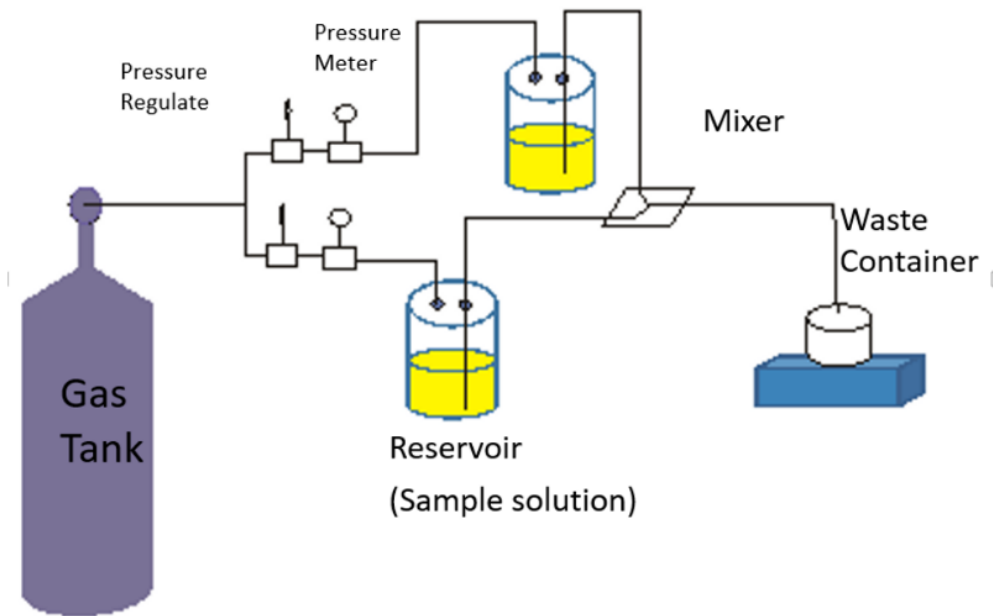 Pressure
Meter
Pressure
Regulate
Mixer
Waste
Container
Gas
Tank
Reservoir
(Sample solution)